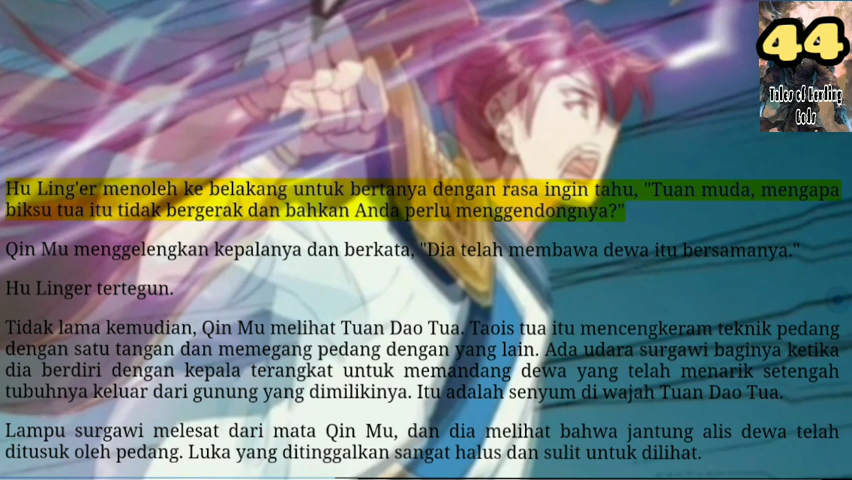 44
Tales of Herding
Gods
Hu Ling'er menoleh ke belakang untuk bertanya dengan rasa ingin tahu, "Tuan muda, mengapa
biksu tua itu tidak bergerak dan bahkan Anda perlu menggendongnya?"
Qin Mu menggelengkan kepalanya dan berkata, "Dia telah membawa dewa itu bersamanya."
Hu Linger tertegun.
Tidak lama kemudian, Qin Mu melihat Tuan Dao Tua. Taois tua itu mencengkeram teknik pedang
dengan satu tangan dan memegang pedang dengan yang lain. Ada udara surgawi baginya ketika
dia berdiri dengan kepala terangkat untuk memandang dewa yang telah menarik setengah
tubuhnya keluar dari gunung yang dimilikinya. Itu adalah senyum di wajah Tuan Dao Tua.
Lampu surgawi melesat dari mata Qin Mu, dan dia melihat bahwa jantung alis dewa telah
ditusuk oleh pedang. Luka yang ditinggalkan sangat halus dan sulit untuk dilihat.